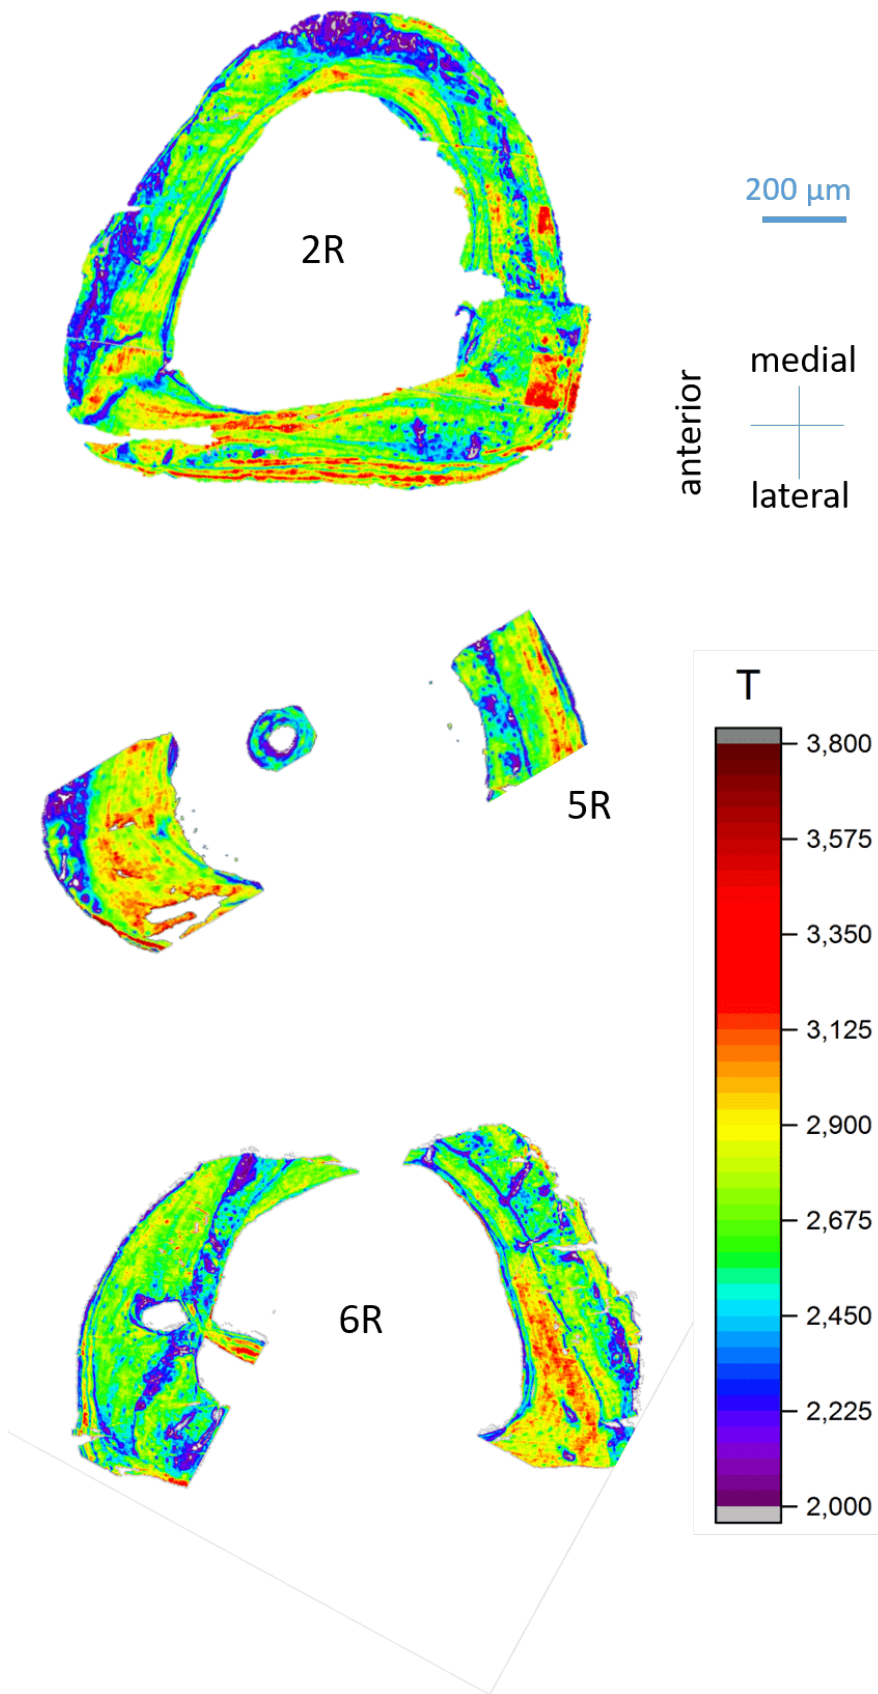 2R
200 μm
medial
anterior
lateral
T
3,800
5R
3,575
3,350
3,125
2,900
2,675
6R
2,450
2,225
2,000